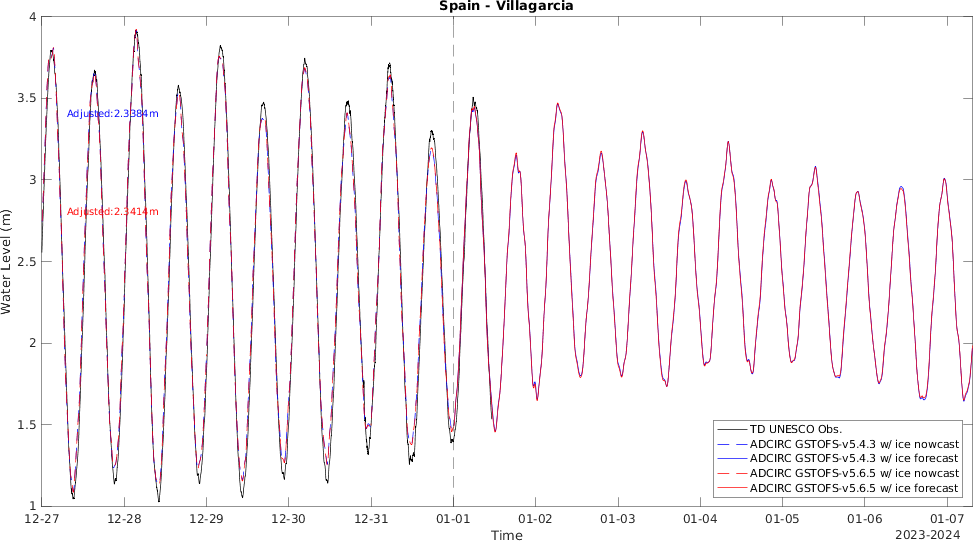 Spain - Villagarcia
4
3.5
3
2.5
2
1.5
1
Water Level (m)
Adjusted:2.3384m
Adjusted:2.3414m
TD UNESCO Obs.
ADCIRC GSTOFS-v5.4.3 w/ ice nowcast
ADCIRC GSTOFS-v5.4.3 w/ ice forecast
ADCIRC GSTOFS-v5.6.5 w/ ice nowcast
ADCIRC GSTOFS-v5.6.5 w/ ice forecast
12-27 12-28 12-29 12-30 12-31 01-01 01-02 01-03 01-04 01-05 01-06 01-07
Time
2023-2024